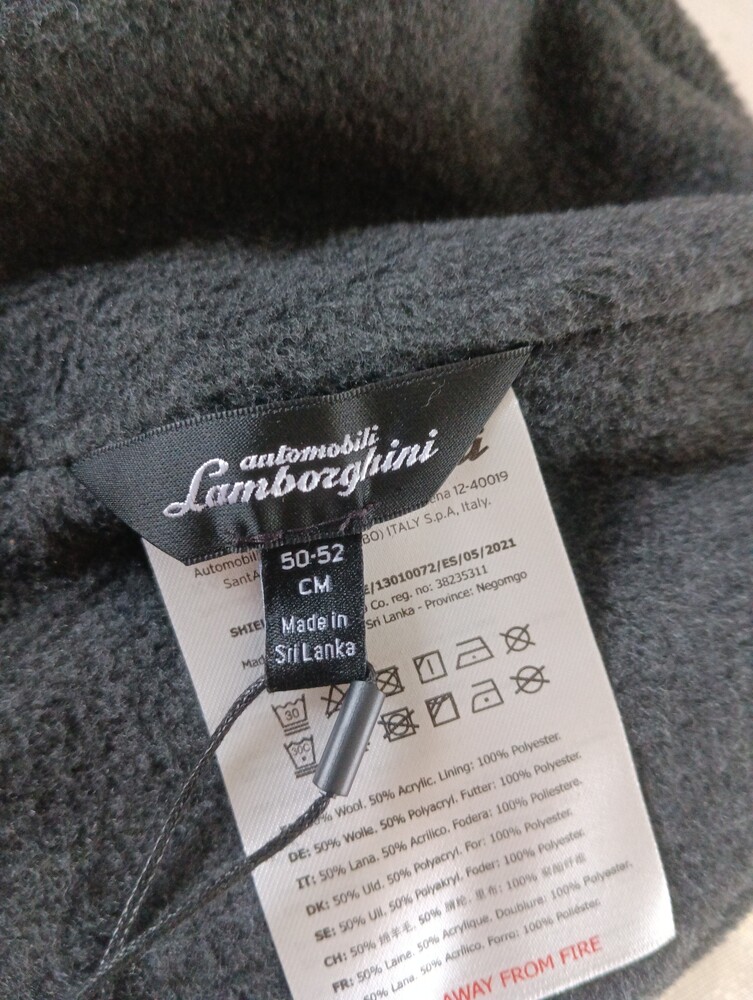 automobili
Lamborghini
50-52
CM
Made in
Sri Lanka
12-40019
Automobil
BO) ITALY S.p.A, Italy.
SantA
E/13010072/ES/05/2021
SHIE
Co. reg. no: 38235311
Mad
Sri Lanka - Province: Negomgo
30
30C
Wool, 50% Acrylic. Lining: 100% Polyester.
DE: 50% Wolle, 50% Polyacryl. Futter: 100% Polyester.
IT: 50% Lana, 50% Acrilico. Fodera: 100% Poliestere.
DK: 50% Uld, 50% Polyacryl. For: 100% Polyester.
SE: 50% Ull, 50% Polyakryl. Foder: 100% Polyester.
CH: 50% 绵羊毛, 50% 腈纶, 里布: 100% 聚酯纤维
FR: 50% Laine, 50% Acrylique. Doublure: 100% Polyester.
50% Lana, 50% Acrílico. Forro: 100% Poliéster.
AWAY FROM FIRE